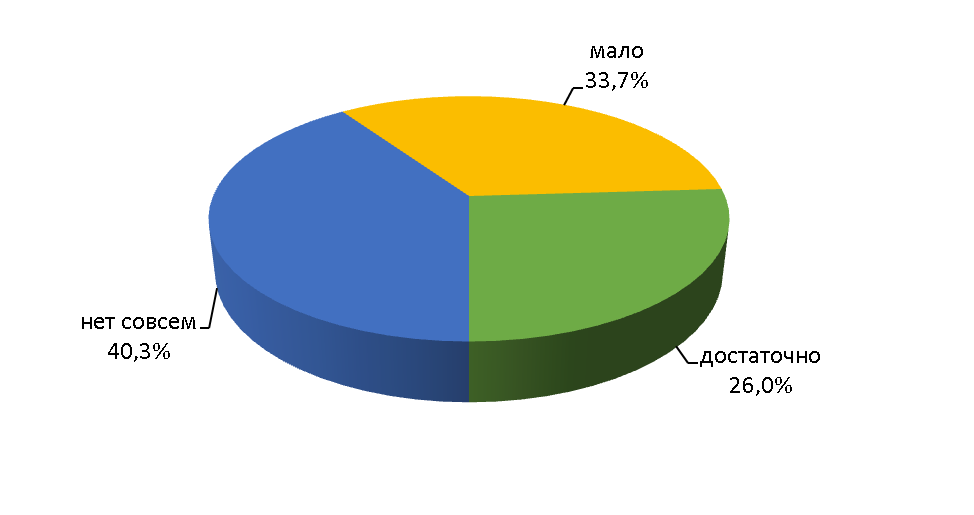 мало
33,7%
нет совсем
40,3%
достаточно
26,0%